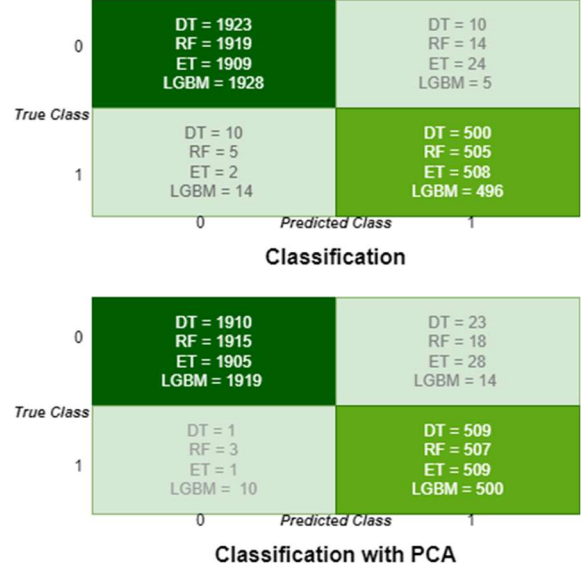 DT = 1923
RF = 1919
ET = 1909
LGBM = 1928
DT = 10
RF = 14
ET = 24
LGBM = 5
0
True Class
DT = 10
RF = 5
ET = 2
LGBM = 14
DT = 500
RF = 505
ET = 508
LGBM = 496
1
0 Predicted Class 1
Classification
DT = 1910
RF = 1915
ET = 1905
LGBM = 1919
DT = 23
RF = 18
ET = 28
LGBM = 14
0
True Class
DT = 1
RF = 3
ET = 1
LGBM = 10
DT = 509
RF = 507
ET = 509
LGBM = 500
1
0 Predicted Class 1
Classification with PCA